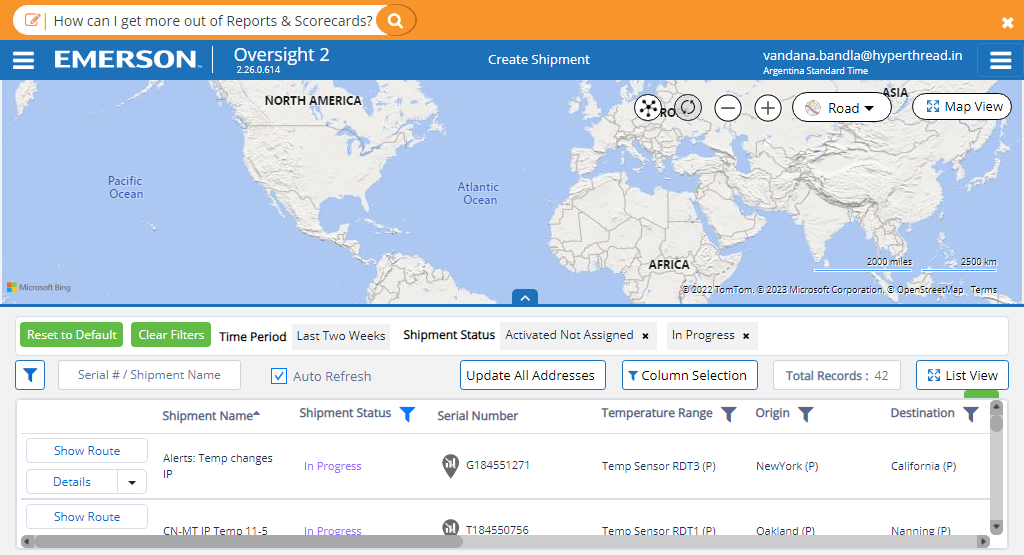 How can I get more out of Reports & Scorecards?
EMERSON
Oversight 2
2.26.0.614
Create Shipment
vandana.bandla@hyperthread.in
Argentina Standard Time
NORTH AMERICA
ASIA
Road
Map View
Pacific
Ocean
Atlantic
Ocean
AFRICA
2000 miles
2500 km
Microsoft Bing
© 2022 TomTom, © 2023 Microsoft Corporation, © OpenStreetMap Terms
Reset to Default
Clear Filters
Time Period
Last Two Weeks
Shipment Status
Activated Not Assigned ×
In Progress ×
Serial # / Shipment Name
Auto Refresh
Update All Addresses
Column Selection
Total Records : 42
List View
Shipment Name
Shipment Status
Serial Number
Temperature Range
Origin
Destination
Show Route
Details
Alerts: Temp changes
IP
In Progress
G184551271
Temp Sensor RDT3 (P)
NewYork (P)
California (P)
Show Route
CN-MT IP Temp 11-5
In Progress
T184550756
Temp Sensor RDT1 (P)
Oakland (P)
Nanning (P)